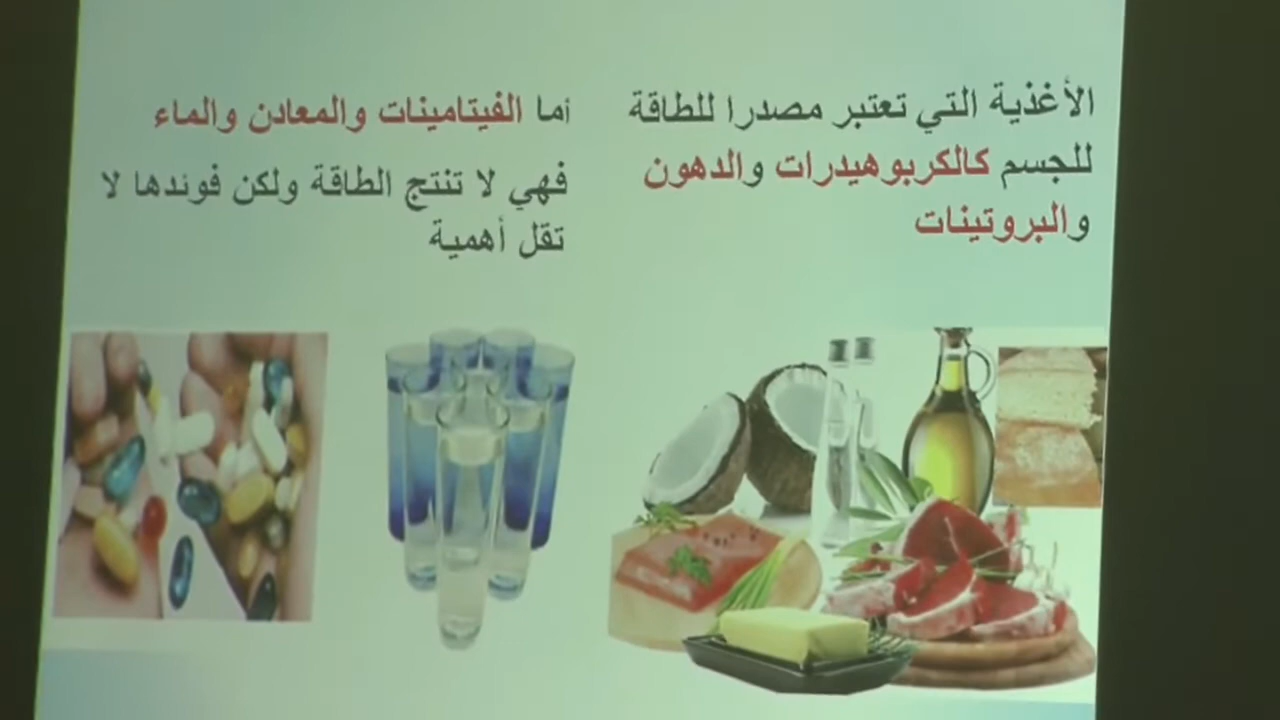 الأغذية التي تعتبر مصدرا للطاقة
للجسم كالكربوهيدرات والدهون
والبروتينات
أما الفيتامينات والمعادن والماء
فهي لا تنتج الطاقة ولكن فوئدها لا
تقل أهمية